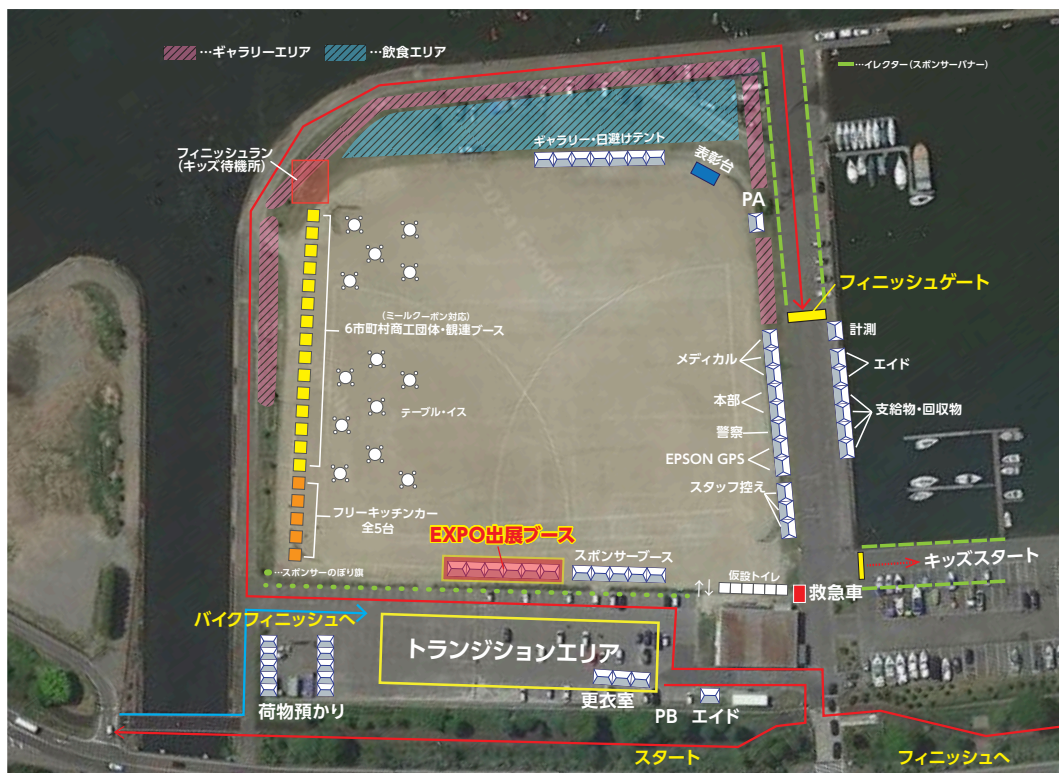 …ギャラリーエリア
…飲食エリア
…イレクター(スポンサーバナー)
ギャラリー・日避けテント
表彰台
フィニッシュラン
(キッズ待機所)
PA
フィニッシュゲート
(ミールクーポン対応)
6市町村商工団体・観連ブース
計測
メディカル
エイド
本部
テーブル・イス
支給物・回収物
警察
EPSON GPS
スタッフ控え
フリーキッチンカー
全5台
EXPO出展ブース
スポンサーブース
キッズスタート
…スポンサーのぼり旗
仮設トイレ
救急車
バイクフィニッシュへ
トランジションエリア
更衣室
荷物預かり
PB エイド
スタート
フィニッシュへ